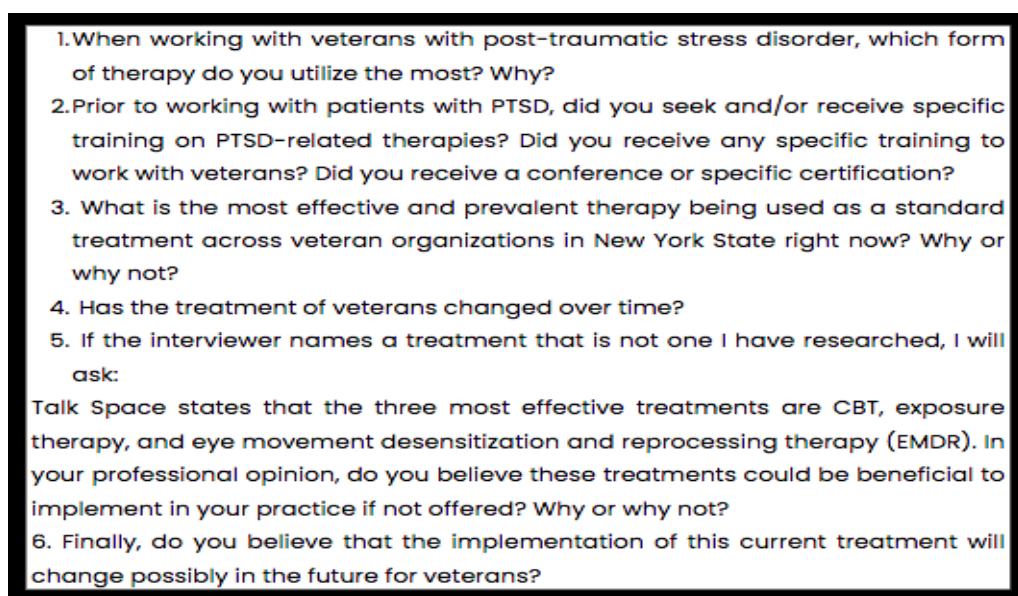 1.When working with veterans with post-traumatic stress disorder, which form
of therapy do you utilize the most? Why?
2.Prior to working with patients with PTSD, did you seek and/or receive specific
training on PTSD-related therapies? Did you receive any specific training to
work with veterans? Did you receive a conference or specific certification?
3. What is the most effective and prevalent therapy being used as a standard
treatment across veteran organizations in New York State right now? Why or
why not?
4. Has the treatment of veterans changed over time?
5. If the interviewer names a treatment that is not one I have researched, I will
ask:
Talk Space states that the three most effective treatments are CBT, exposure
therapy, and eye movement desensitization and reprocessing therapy (EMDR). In
your professional opinion, do you believe these treatments could be beneficial to
implement in your practice if not offered? Why or why not?
6. Finally, do you believe that the implementation of this current treatment will
change possibly in the future for veterans?